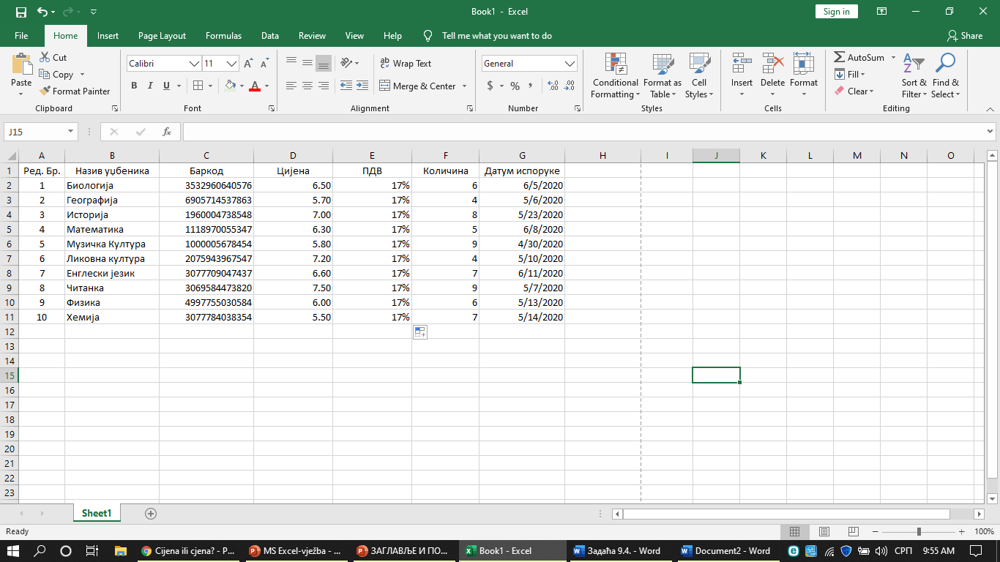 Book1 - Excel
Sign in
File Home Insert Page Layout Formulas Data Review View Help Tell me what you want to do Share
Cut
Copy
Format Painter
Paste
Clipboard
Calibri 11
B I U
Font
Wrap Text
Merge & Center
Alignment
General
$ % ,
Number
Conditional Formatting
Format as Table
Cell Styles
Styles
Insert Delete Format
Cells
AutoSum
Fill
Clear
Sort & Filter
Find & Select
Editing
J15 fx
A B C D E F G H I J K L M N O
1 Ред. Бр. Назив уџбеника Баркод Цијена ПДВ Количина Датум испоруке
2 1 Биологија 3532960640576 6.50 17% 6 6/5/2020
3 2 Географија 6905714537863 5.70 17% 4 5/6/2020
4 3 Историја 1960004738548 7.00 17% 8 5/23/2020
5 4 Математика 1118970055347 6.30 17% 5 6/8/2020
6 5 Музичка Култура 1000005678454 5.80 17% 9 4/30/2020
7 6 Ликовна култура 2075943967547 7.20 17% 4 5/10/2020
8 7 Енглески језик 3077709047437 6.60 17% 7 6/11/2020
9 8 Читанка 3069584473820 7.50 17% 9 5/7/2020
10 9 Физика 4997755030584 6.00 17% 6 5/13/2020
11 10 Хемија 3077784038354 5.50 17% 7 5/14/2020
12
13
14
15
16
17
18
19
20
21
22
23
Sheet1
Ready 100%
Cijena ili cjena? - P... MS Excel-vježba - ... ЗАГЛАВЉЕ И ПО... Book1 - Excel Задаћа 9.4. - Word Document2 - Word СРП 9:55 AM